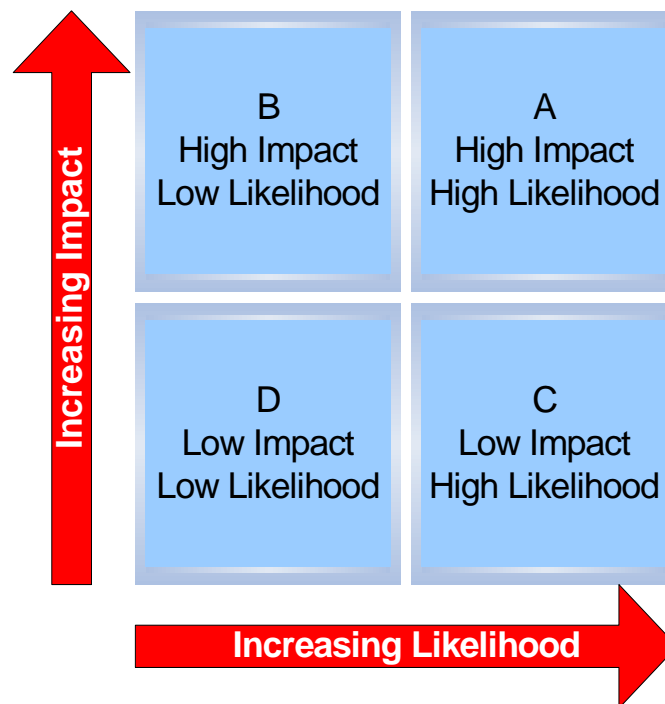 Increasing Impact
B
High Impact
Low Likelihood
A
High Impact
High Likelihood
D
Low Impact
Low Likelihood
C
Low Impact
High Likelihood
Increasing Likelihood